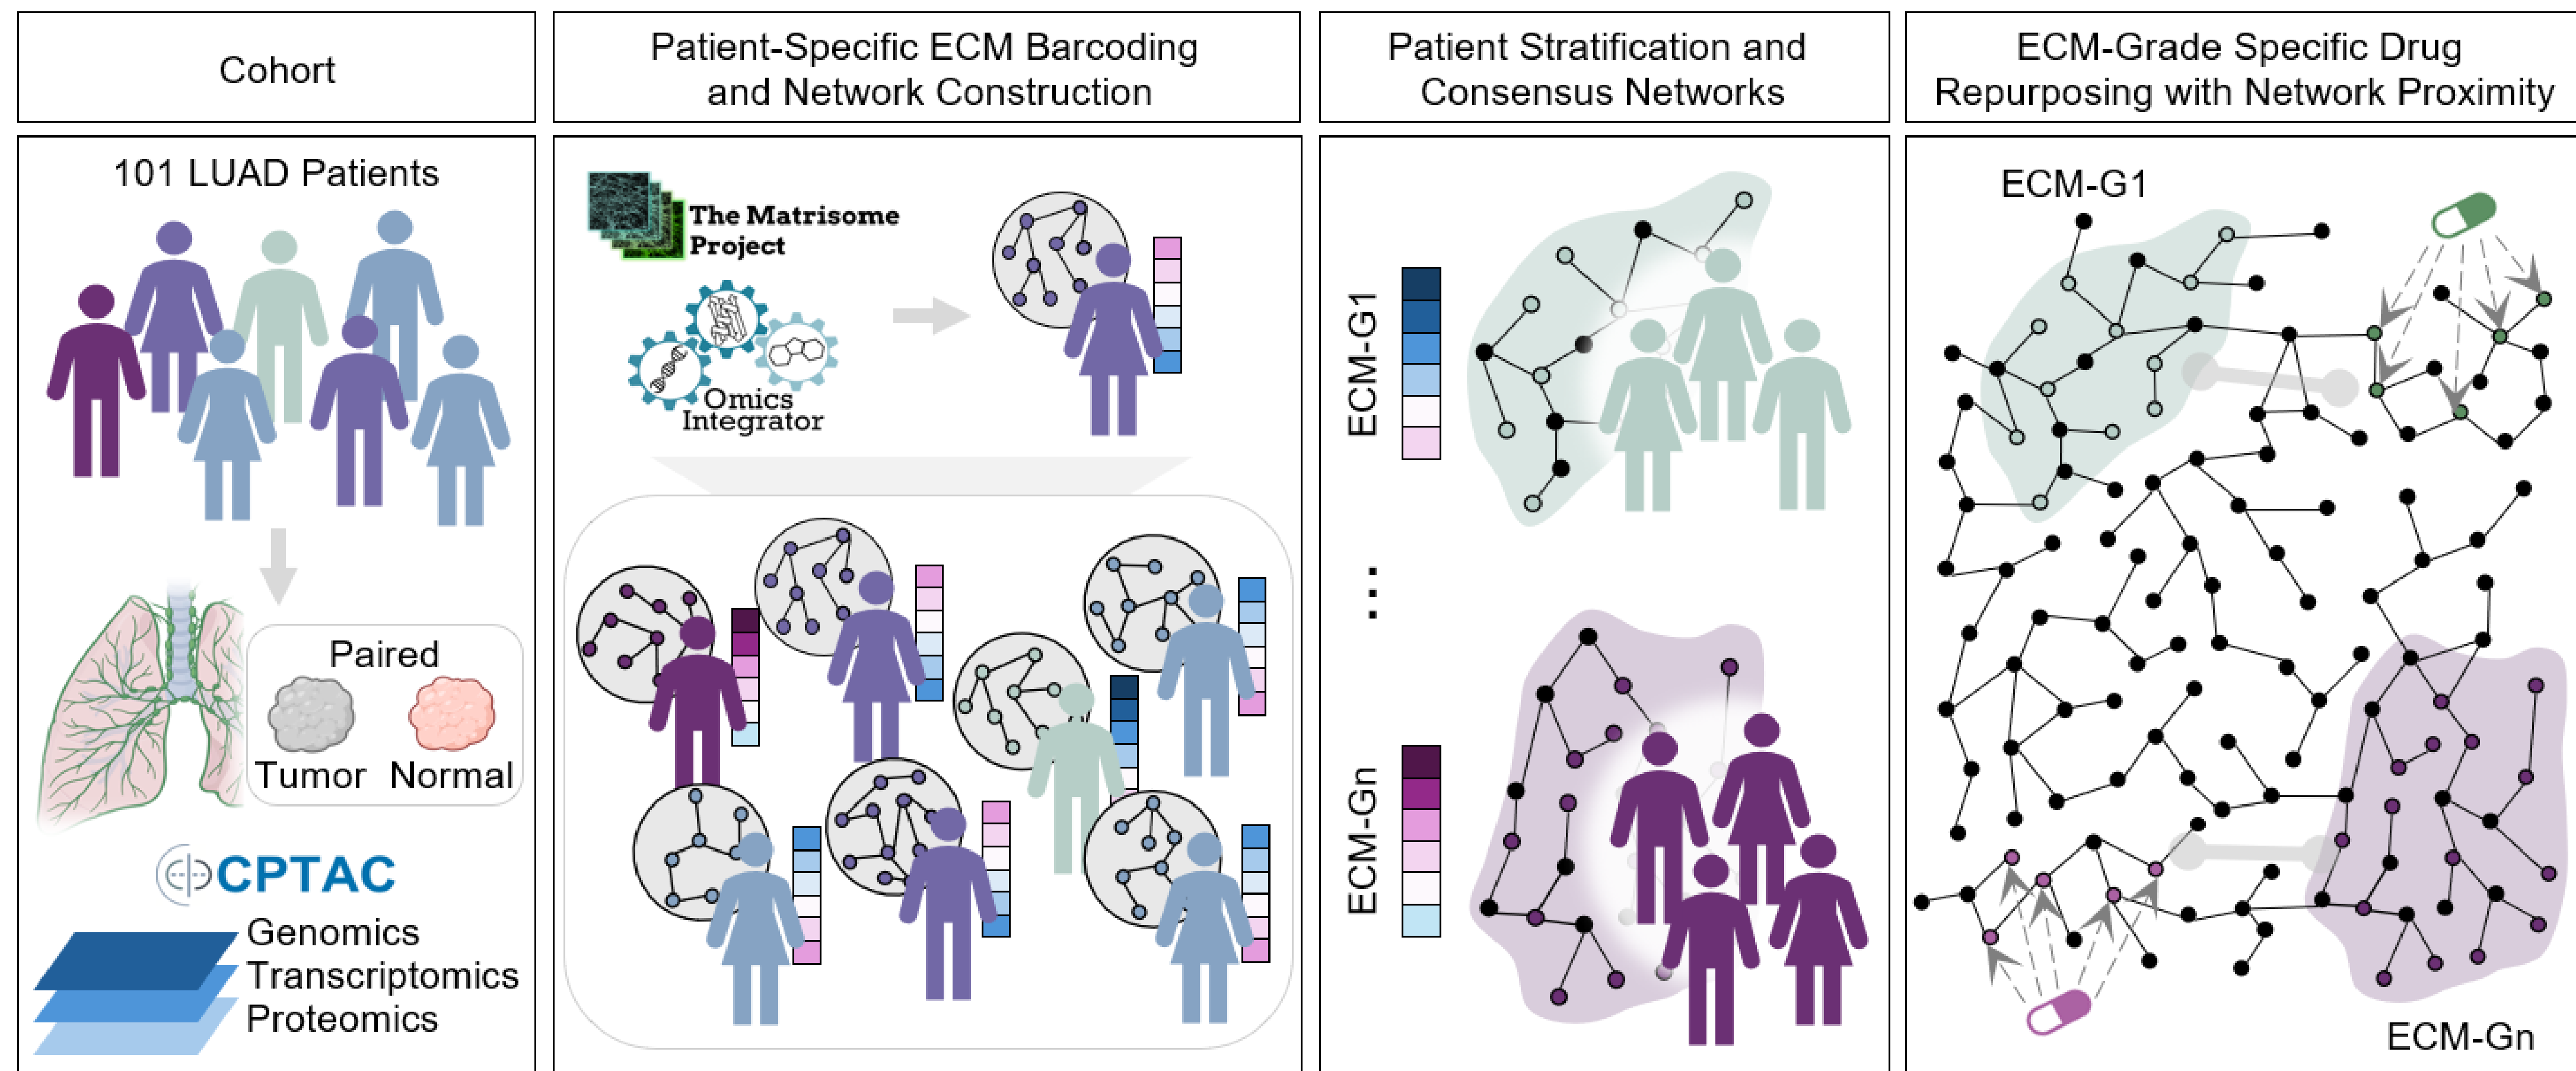 Cohort
Patient-Specific ECM Barcoding
and Network Construction
Patient Stratification and
Consensus Networks
ECM-Grade Specific Drug
Repurposing with Network Proximity
101 LUAD Patients
Paired
Tumor
Normal
CPTAC
Genomics
Transcriptomics
Proteomics
The Matrisome
Project
Omics
Integrator
ECM-G1
...
ECM-Gn
ECM-G1
ECM-Gn